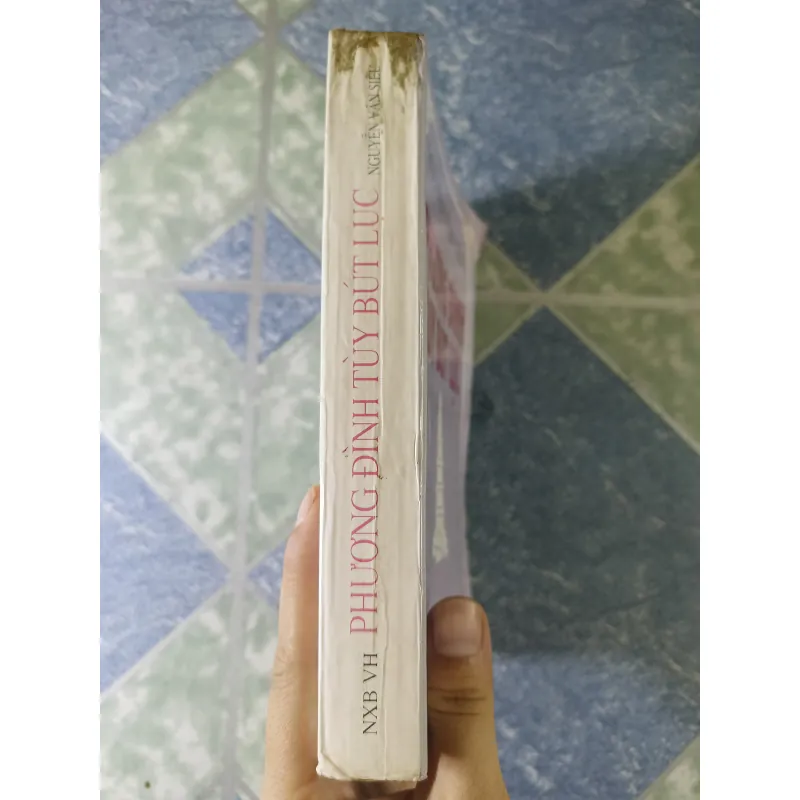 NXB VH
PHƯƠNG ĐÌNH TÙY BÚT LỤC
NGUYỄN VĂN SIÊU